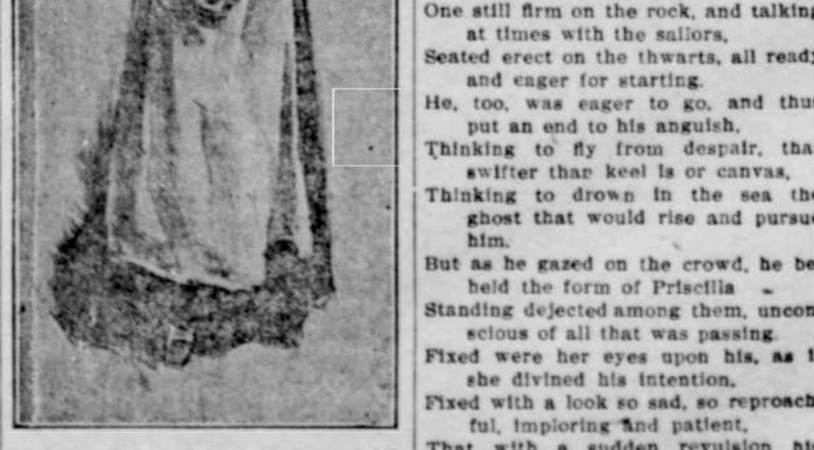 One still firm on the rock, and talking
at times with the sailors,
Seated erect on the thwarts, all ready
and eager for starting.
He, too, was eager to go, and thus
put an end to his anguish,
Thinking to fly from despair, that
swifter than keel is or canvas,
Thinking to drown in the sea the
ghost that would rise and pursue
him.
But as he gazed on the crowd, he be
held the form of Priscilla
Standing dejected among them, uncon
scious of all that was passing.
Fixed were her eyes upon his, as i
she divined his intention,
Fixed with a look so sad, so reproach
ful, imploring and patient,
That with a sudden revulsion his